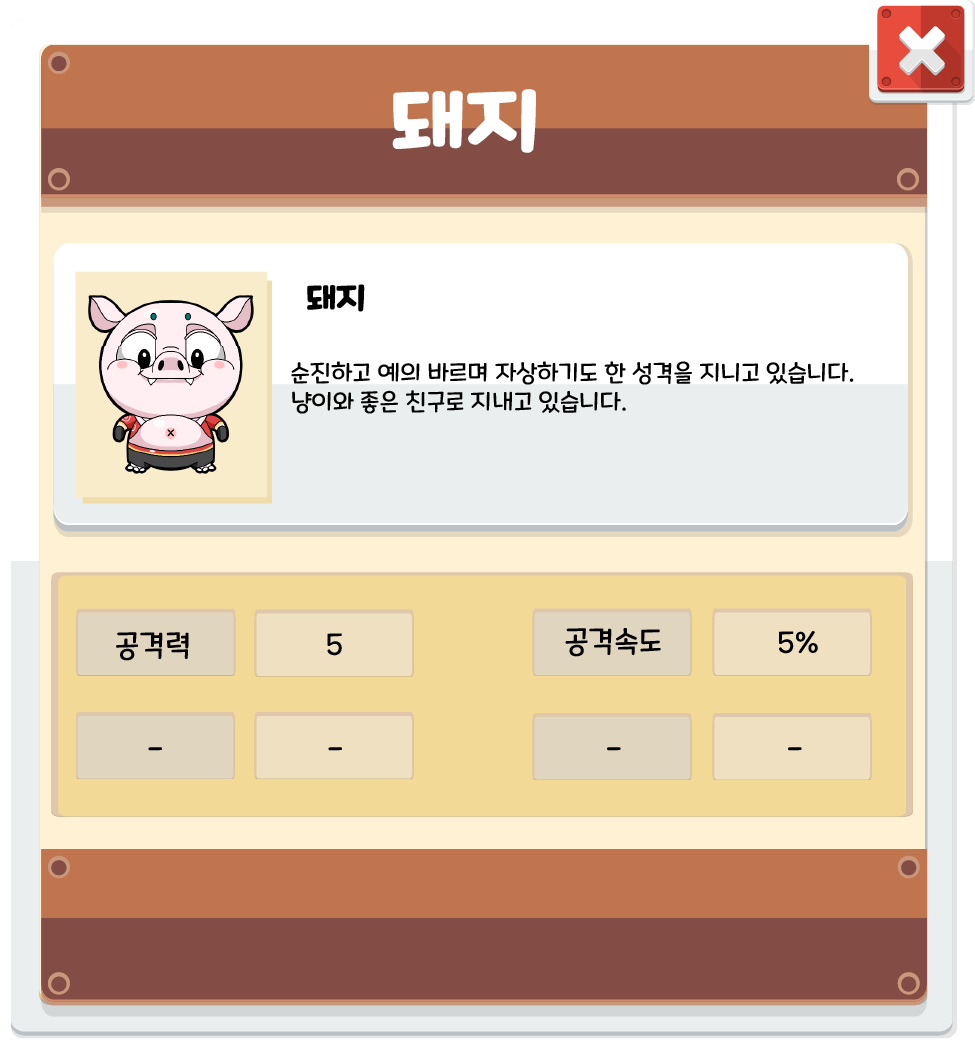 돼지
돼지
순진하고 예의 바르며 자상하기도 한 성격을 지니고 있습니다.
냥이와 좋은 친구로 지내고 있습니다.
공격력 5 공격속도 5%
- - - -